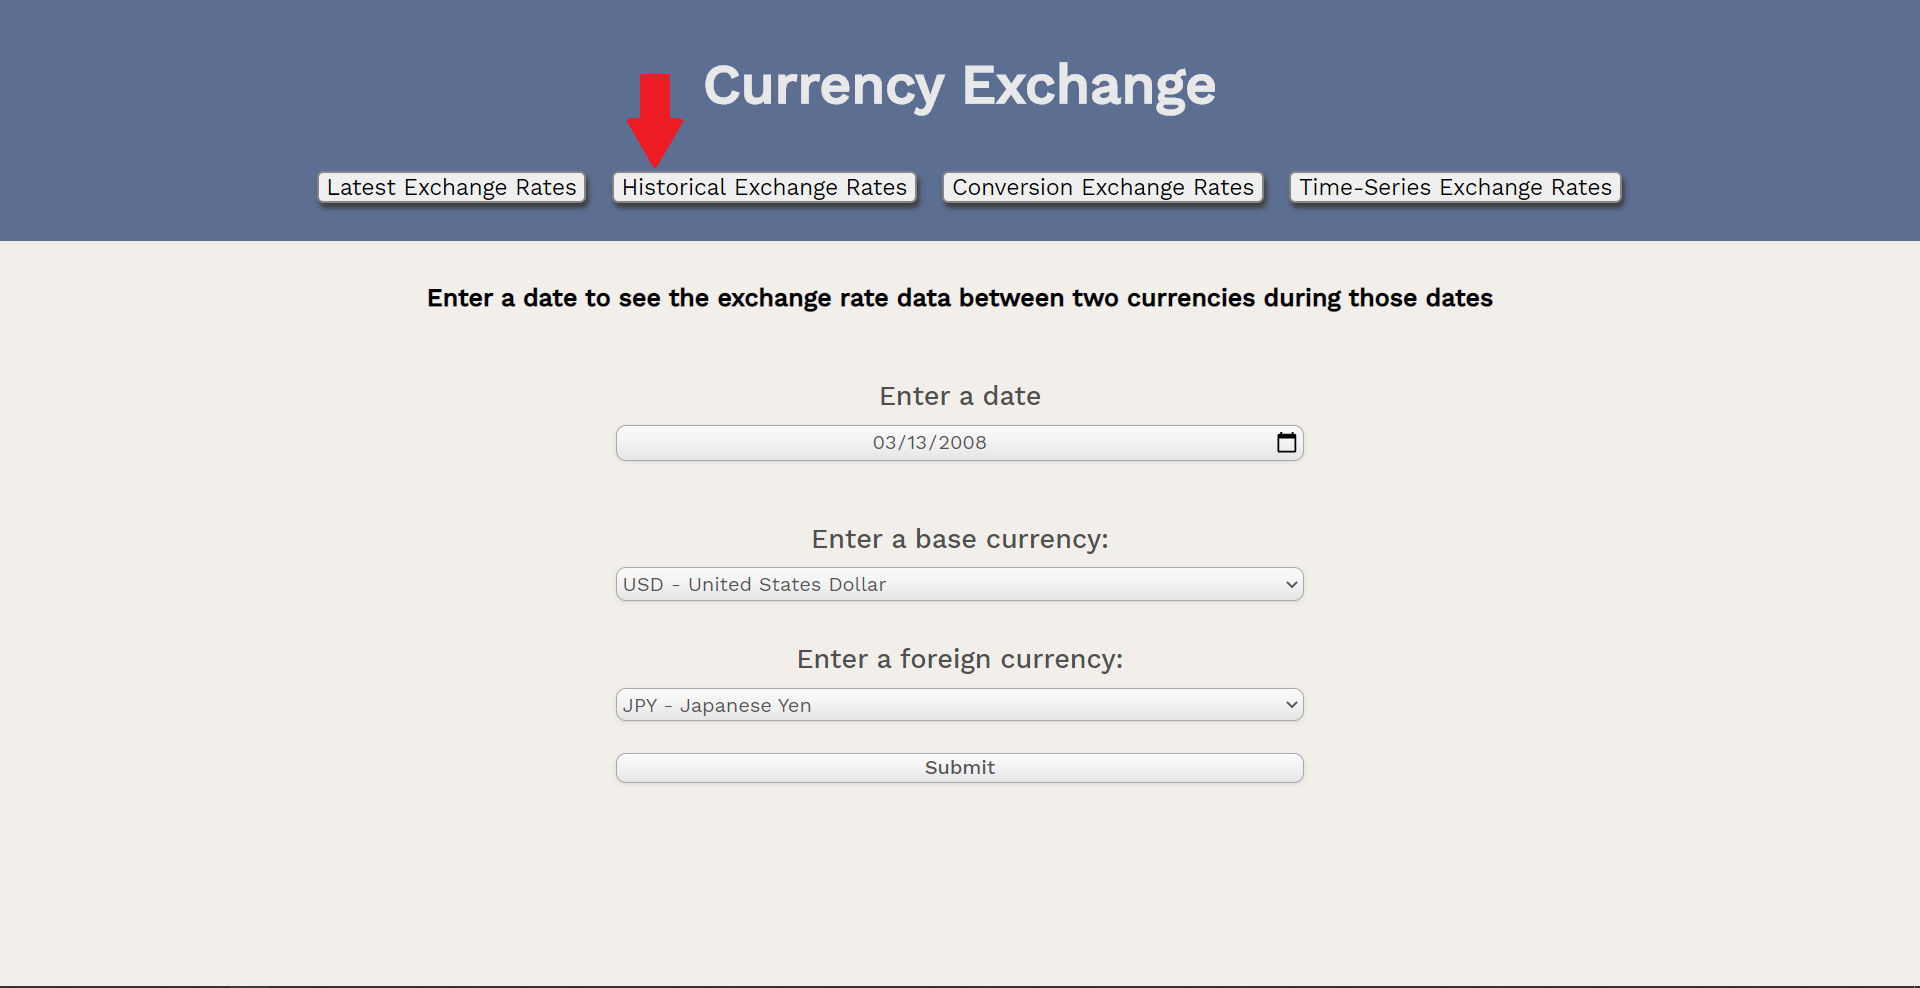 Currency Exchange
Latest Exchange Rates
Historical Exchange Rates
Conversion Exchange Rates
Time-Series Exchange Rates
Enter a date to see the exchange rate data between two currencies during those dates
Enter a date
03/13/2008
Enter a base currency:
USD - United States Dollar
Enter a foreign currency:
JPY - Japanese Yen
Submit